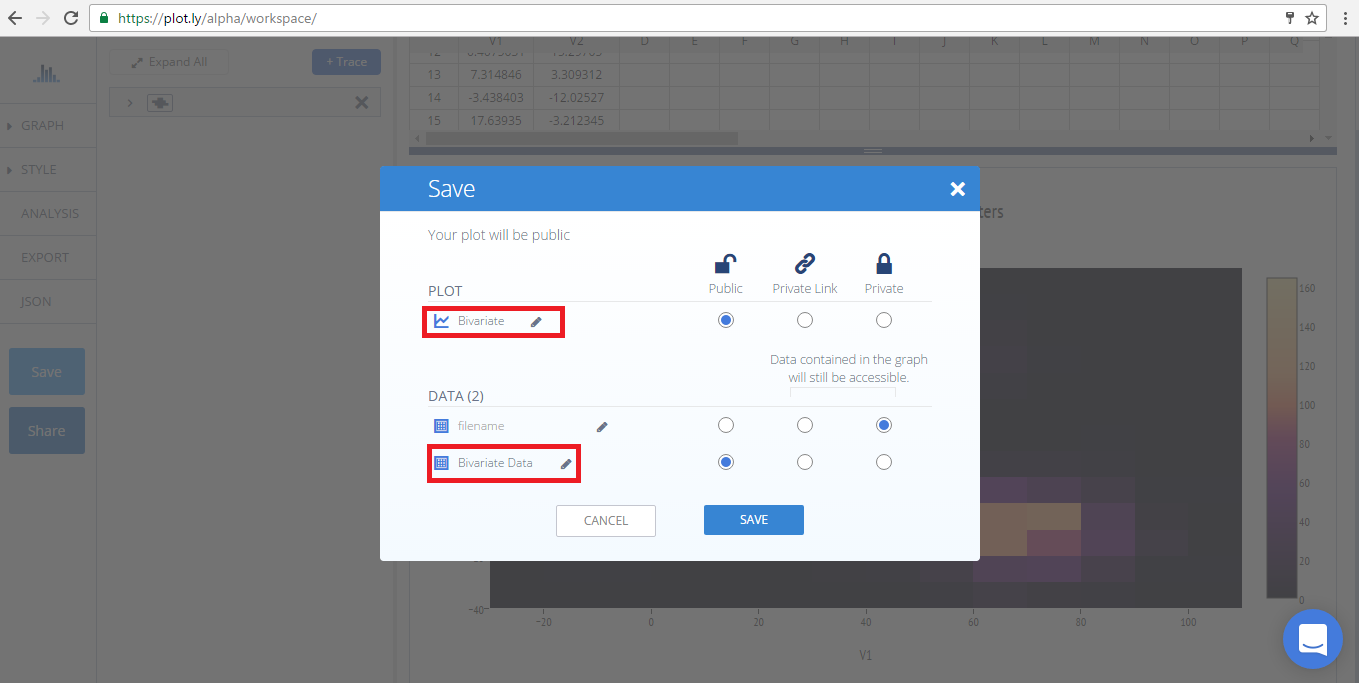 https://plot.ly/alpha/workspace/
Expand All
+ Trace
GRAPH
STYLE
ANALYSIS
EXPORT
JSON
Save
Share
V1 V2 D E F G H I J K L M N O P Q
13 7.314846 3.309312
14 -3.438403 -12.02527
15 17.63935 -3.212345
Save
Your plot will be public
Public Private Link Private
PLOT
Bivariate
Data contained in the graph
will still be accessible.
DATA (2)
filename
Bivariate Data
CANCEL SAVE
ters
160
140
120
100
80
60
40
20
0
−40
−20 0 20 40 60 80 100
V1